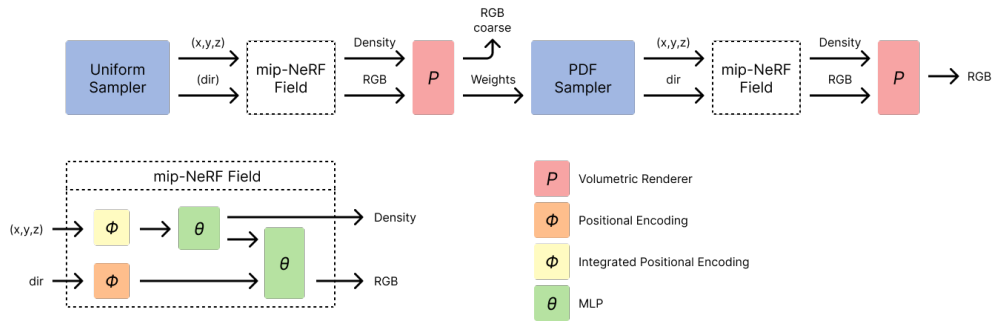 RGB
coarse
(x,y,z)
Density
(x,y,z)
Density
Uniform
Sampler
mip-NeRF
Field
P
PDF
Sampler
mip-NeRF
Field
P
RGB
(dir)
RGB
Weights
dir
RGB
mip-NeRF Field
(x,y,z)
Φ
θ
Density
θ
dir
Φ
RGB
P
Volumetric Renderer
Φ
Positional Encoding
Φ
Integrated Positional Encoding
θ
MLP